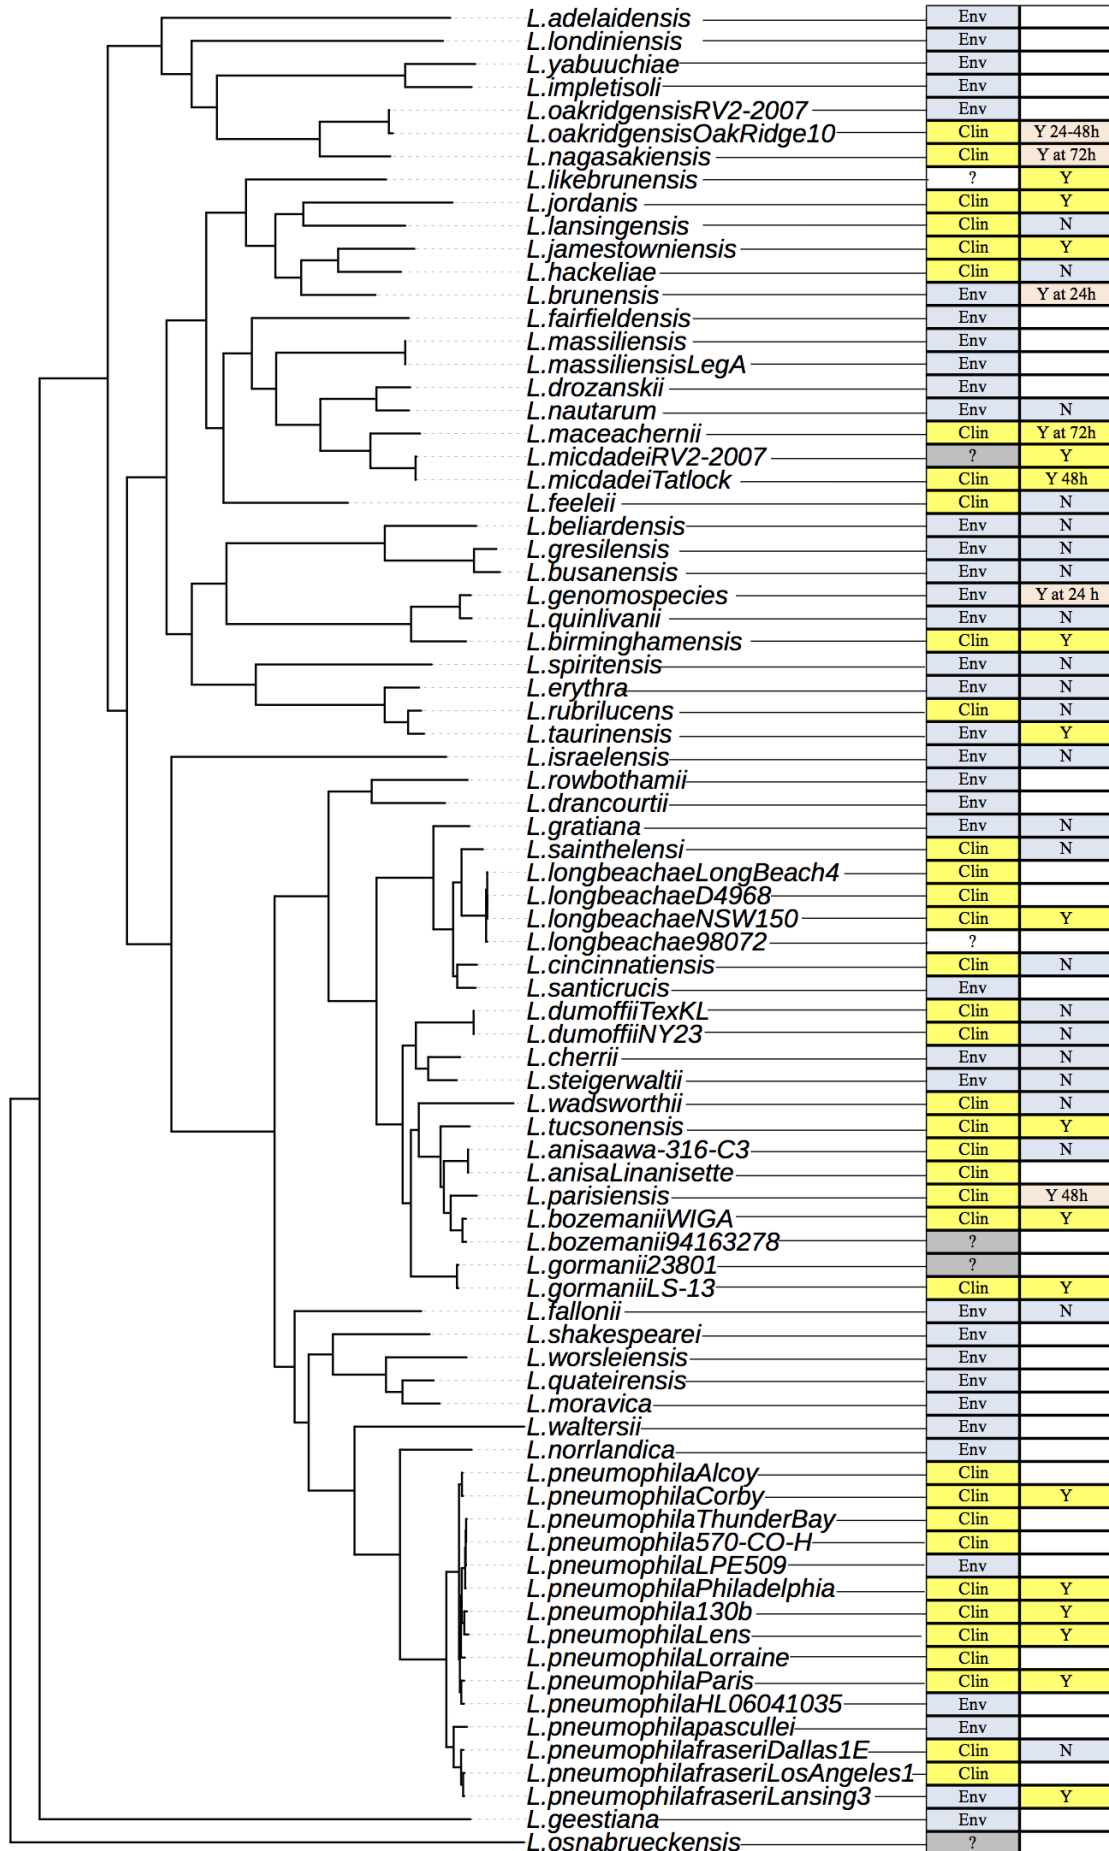 L.adelaidensis Env
L.londiniensis Env
L.yabuuchiae Env
L.impletisoli Env
L.oakridgensisRV2-2007 Env
L.oakridgensisOakRidge10 Clin Y 24-48h
L.nagasakiensis Clin Y at 72h
L.likebrunensis ? Y
L.jordanis Clin Y
L.lansingensis Clin N
L.jamestowniensis Clin Y
L.hackeliae Clin N
L.brunensis Env Y at 24h
L.fairfieldensis Env
L.massiliensis Env
L.massiliensisLegA Env
L.drozanskii Env
L.nautarum Env N
L.maceachernii Clin Y at 72h
L.micdadeiRV2-2007 ? Y
L.micdadeiTatlock Clin Y 48h
L.feeleii Clin N
L.beliardensis Env N
L.gresilensis Env N
L.busanensis Env N
L.genomospecies Env Y at 24 h
L.quinlivanii Env N
L.birminghamensis Clin Y
L.spiritensis Env N
L.erythra Env N
L.rubrilucens Clin N
L.taurinensis Env Y
L.israelensis Env N
L.rowbothamii Env
L.drancourtii Env
L.gratiana Env N
L.sainthelensi Clin N
L.longbeachaeLongBeach4 Clin
L.longbeachaeD4968 Clin
L.longbeachaeNSW150 Clin Y
L.longbeachae98072 ?
L.cincinnatiensis Clin N
L.santicrucis Env
L.dumoffiiTexKL Clin N
L.dumoffiiNY23 Clin N
L.cherrii Env N
L.steigerwaltii Env N
L.wadsworthii Clin N
L.tucsonensis Clin Y
L.anisaawa-316-C3 Clin N
L.anisaLinanisette Clin
L.parisiensis Clin Y 48h
L.bozemaniiWIGA Clin Y
L.bozemanii94163278 ?
L.gormanii23801 ?
L.gormaniiLS-13 Clin Y
L.fallonii Env N
L.shakespearei Env
L.worsleiensis Env
L.quateirensis Env
L.moravica Env
L.waltersii Env
L.norrlandica Env
L.pneumophilaAlcoy Clin
L.pneumophilaCorby Clin Y
L.pneumophilaThunderBay Clin
L.pneumophila570-CO-H Clin
L.pneumophilaLPE509 Env
L.pneumophilaPhiladelphia Clin Y
L.pneumophila130b Clin Y
L.pneumophilaLens Clin Y
L.pneumophilaLorraine Clin
L.pneumophilaParis Clin Y
L.pneumophilaHL06041035 Env
L.pneumophilapascullei Env
L.pneumophilafraseriDallas1E Clin N
L.pneumophilafraseriLosAngeles1 Clin
L.pneumophilafraseriLansing3 Env Y
L.geestiana Env
L.osnabrueckensis ?